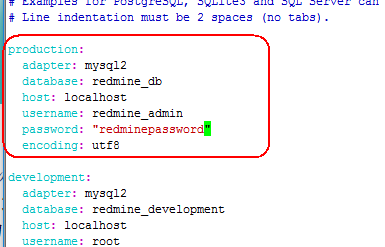 # Examples for PostgreSQL, SQLite3 and SQL Server can
# Line indentation must be 2 spaces (no tabs).
production:
  adapter: mysql2
  database: redmine_db
  host: localhost
  username: redmine_admin
  password: "redminepassword"
  encoding: utf8
development:
  adapter: mysql2
  database: redmine_development
  host: localhost
  username: root